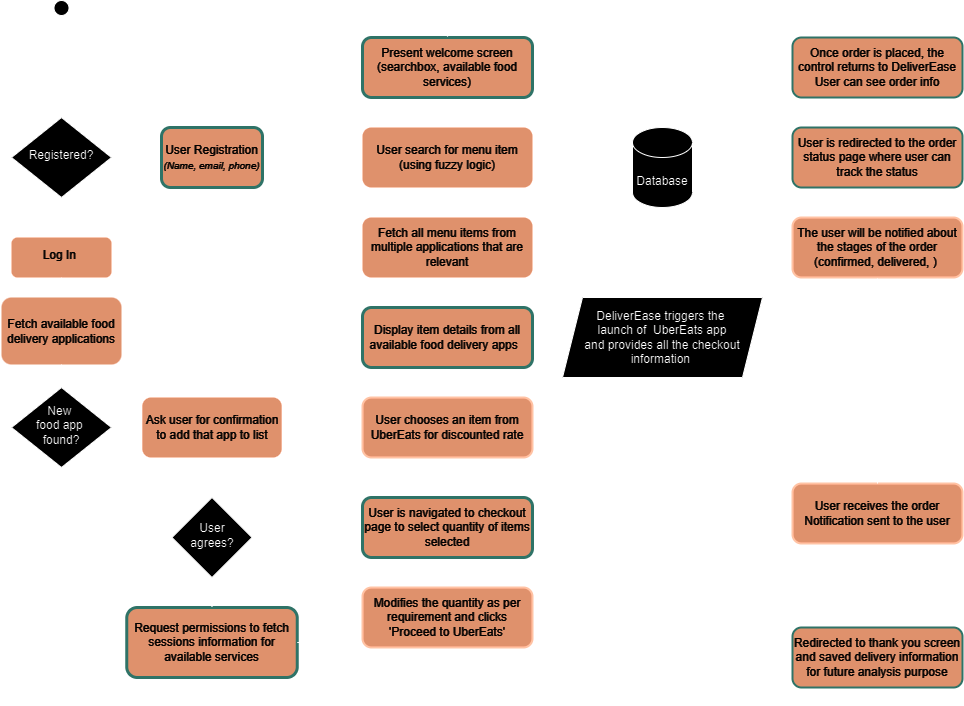 Registered?
User Registration
(Name, email, phone)
Log In
Fetch available food
delivery applications
New
food app
found?
Ask user for confirmation
to add that app to list
User
agrees?
Request permissions to fetch
sessions information for
available services
Present welcome screen
(searchbox, available food
services)
User search for menu item
(using fuzzy logic)
Fetch all menu items from
multiple applications that are
relevant
Display item details from all
available food delivery apps
User chooses an item from
UberEats for discounted rate
User is navigated to checkout
page to select quantity of items
selected
Modifies the quantity as per
requirement and clicks
'Proceed to UberEats'
Database
DeliverEase triggers the
launch of UberEats app
and provides all the checkout
information
Once order is placed, the
control returns to DeliverEase
User can see order info
User is redirected to the order
status page where user can
track the status
The user will be notified about
the stages of the order
(confirmed, delivered, )
User receives the order
Notification sent to the user
Redirected to thank you screen
and saved delivery information
for future analysis purpose